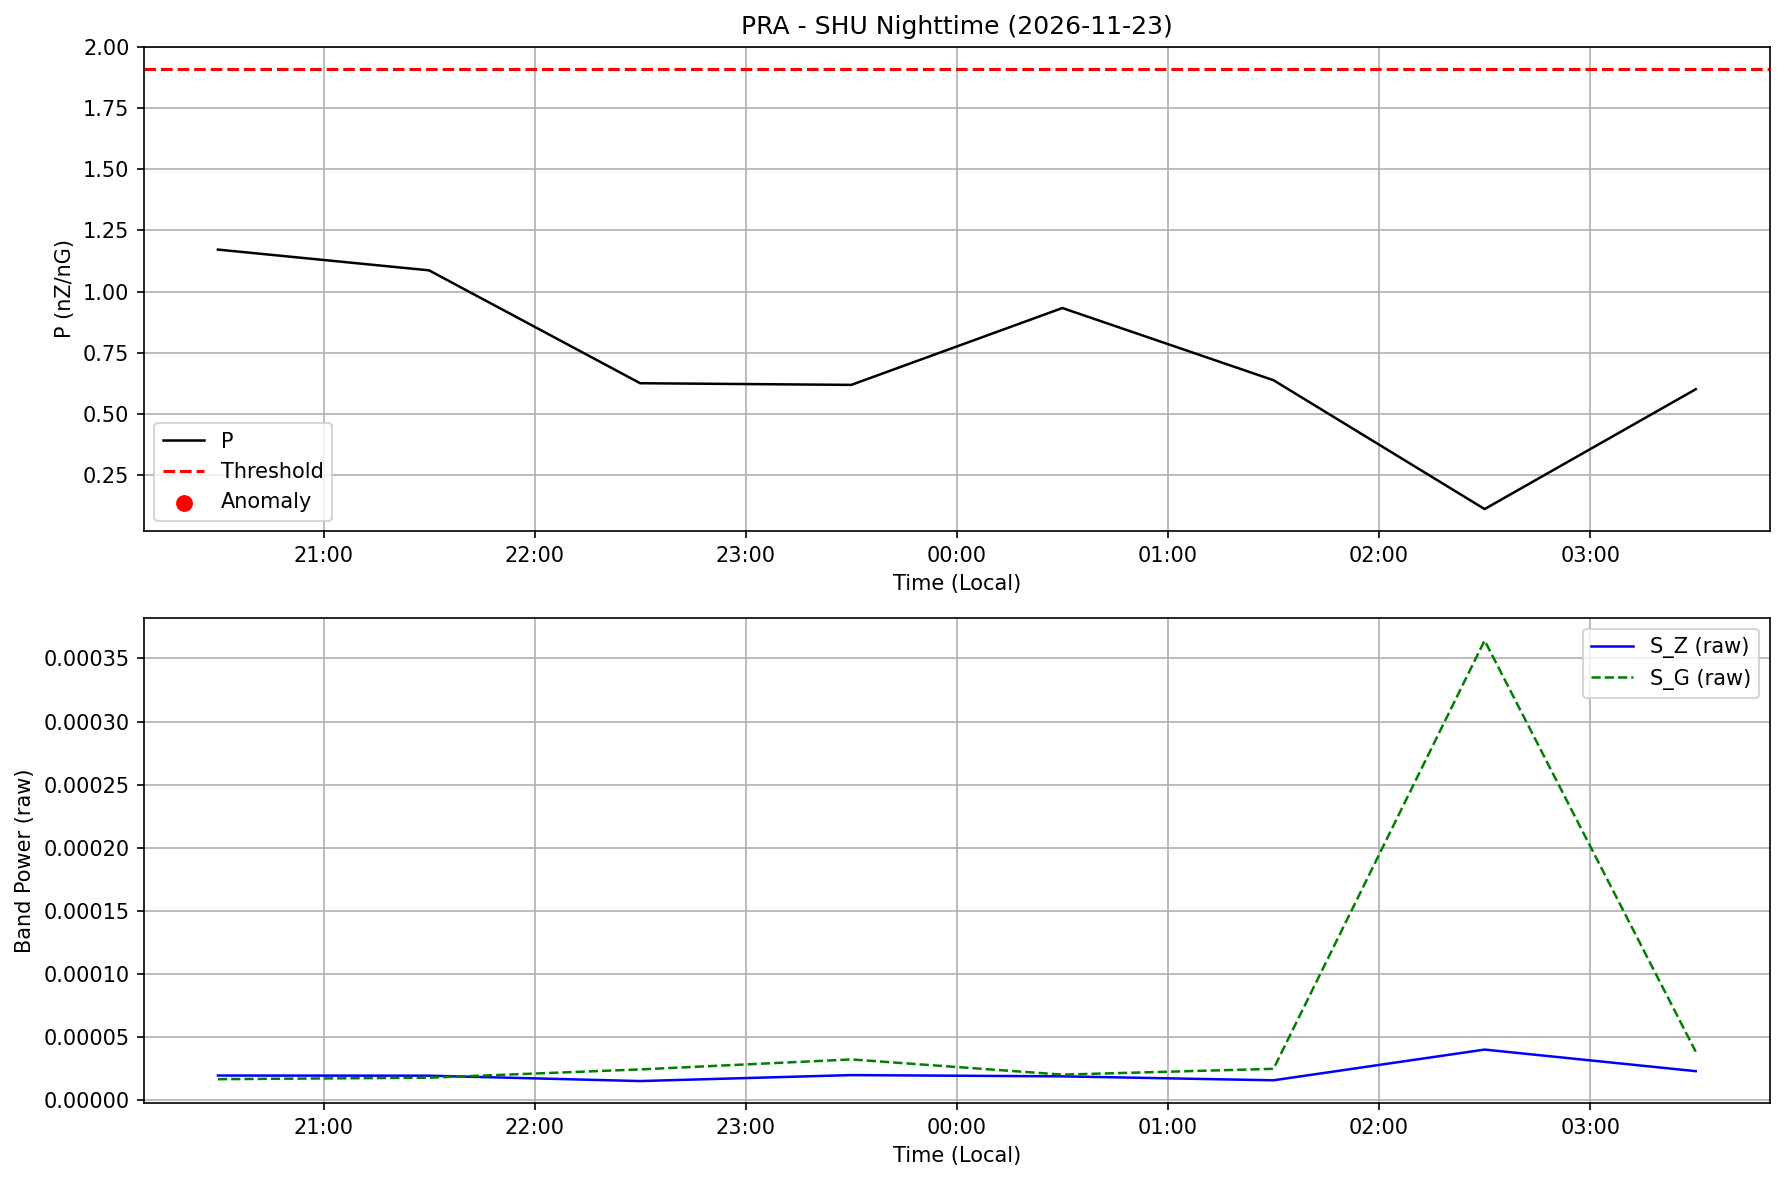 PRA - SHU Nighttime (2026-11-23)
P (nZ/nG)
2.00
1.75
1.50
1.25
1.00
0.75
0.50
0.25
P
Threshold
Anomaly
21:00 22:00 23:00 00:00 01:00 02:00 03:00
Time (Local)
Band Power (raw)
0.00035
0.00030
0.00025
0.00020
0.00015
0.00010
0.00005
0.00000
S_Z (raw)
S_G (raw)
21:00 22:00 23:00 00:00 01:00 02:00 03:00
Time (Local)